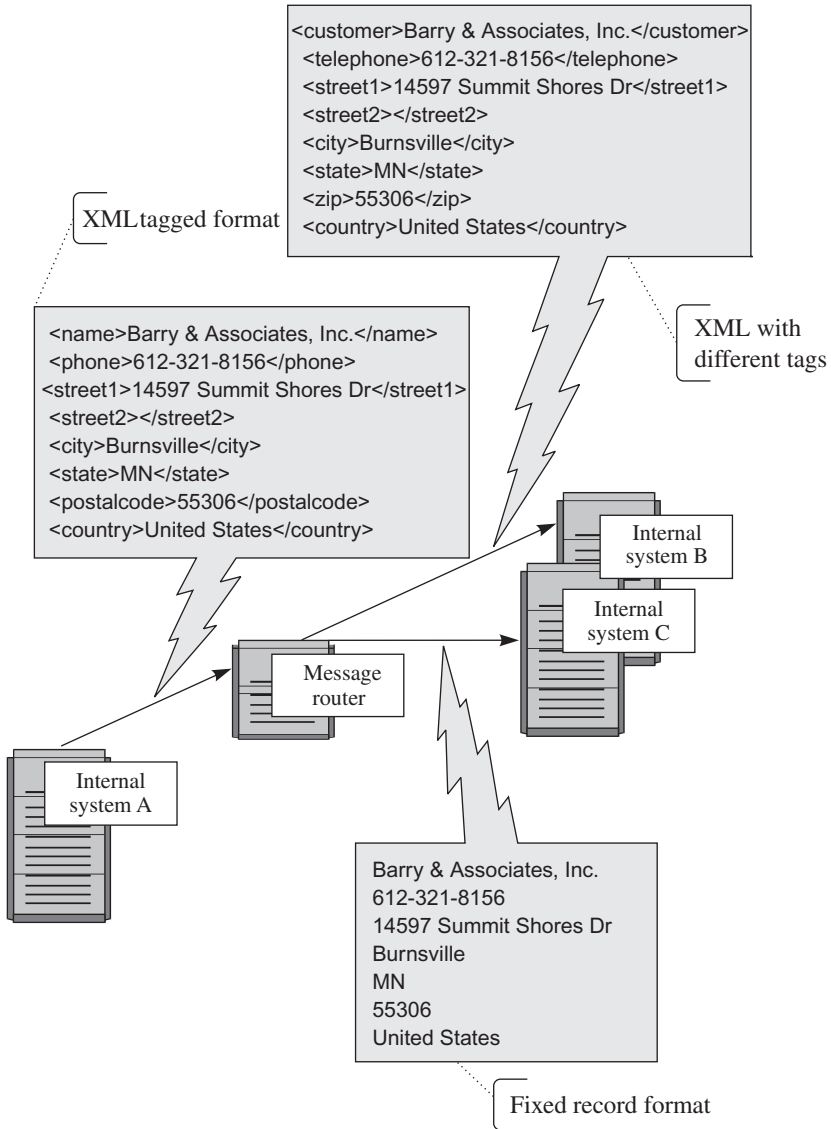 <customer>Barry & Associates, Inc.</customer>
<telephone>612-321-8156</telephone>
<street1>14597 Summit Shores Dr</street1>
<street2></street2>
<city>Burnsville</city>
<state>MN</state>
<zip>55306</zip>
<country>United States</country>
XML tagged format
XML with
different tags
<name>Barry & Associates, Inc.</name>
<phone>612-321-8156</phone>
<street1>14597 Summit Shores Dr</street1>
<street2></street2>
<city>Burnsville</city>
<state>MN</state>
<postalcode>55306</postalcode>
<country>United States</country>
Internal
system B
Internal
system C
Message
router
Internal
system A
Barry & Associates, Inc.
612-321-8156
14597 Summit Shores Dr
Burnsville
MN
55306
United States
Fixed record format